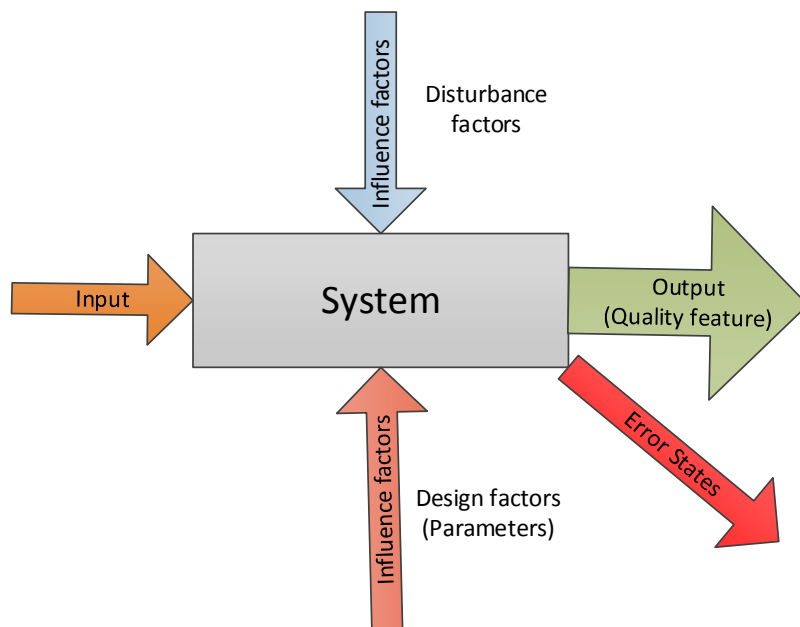 Influence factors
Disturbance
factors
Input
System
Output
(Quality feature)
Error States
Influence factors
Design factors
(Parameters)